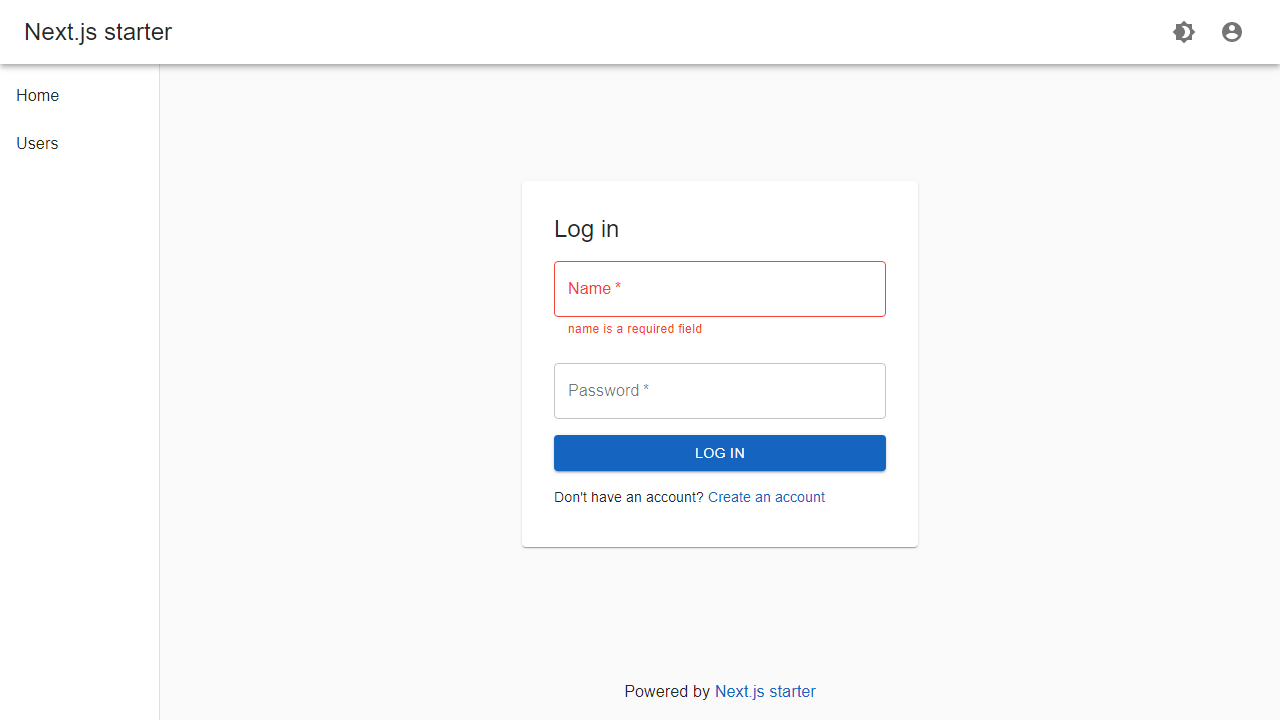 Next.js starter
Home
Users
Log in
Name *
name is a required field
Password *
LOG IN
Don't have an account? Create an account
Powered by Next.js starter